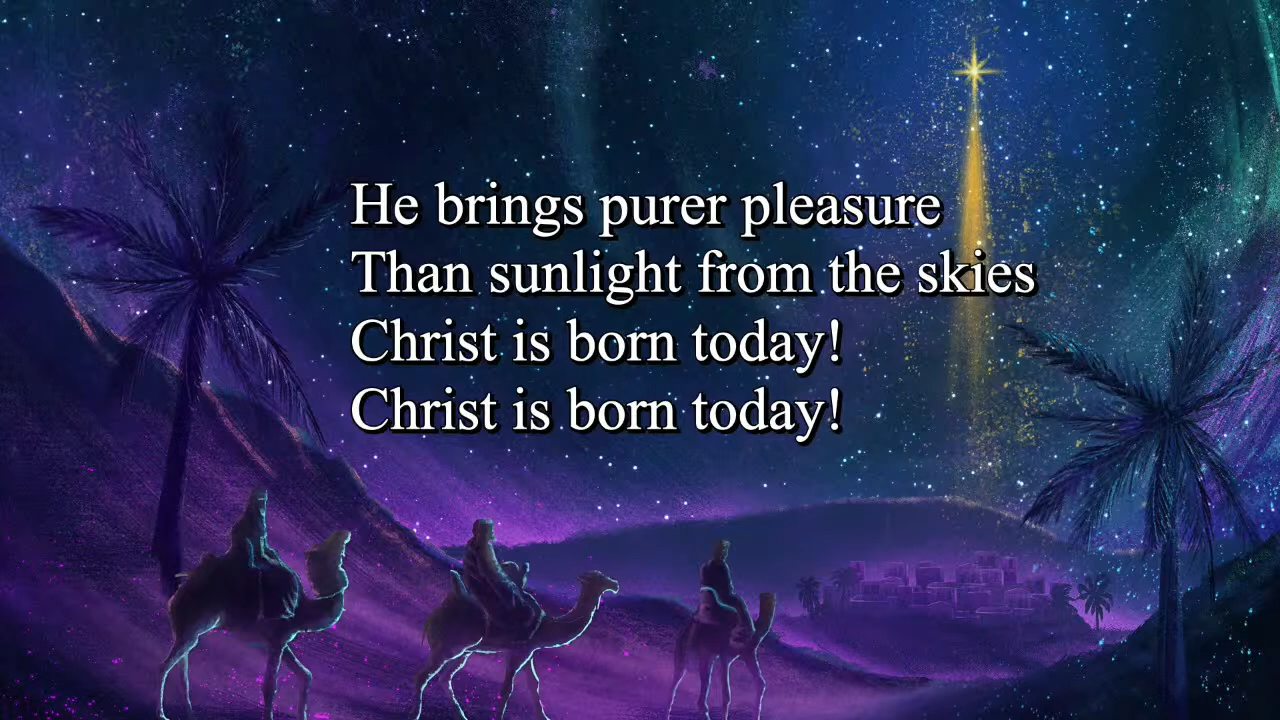 He brings purer pleasure
Than sunlight from the skies
Christ is born today!
Christ is born today!